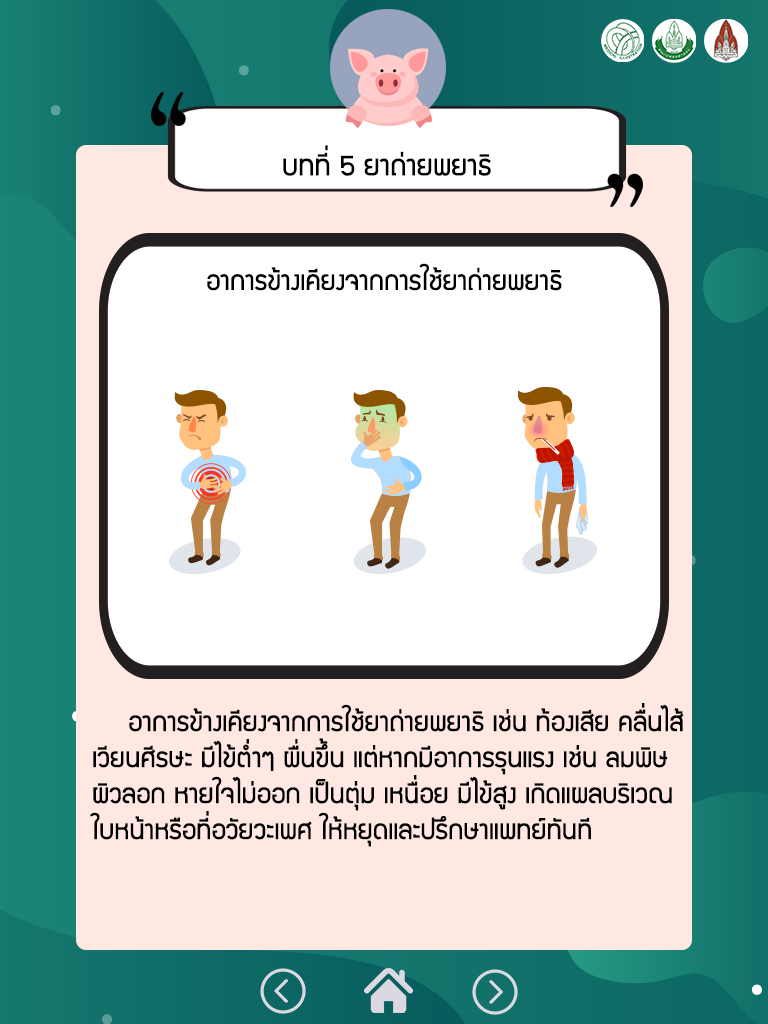 บทที่ 5 ยาถ่ายพยาธิ
อาการข้างเคียงจากการใช้ยาถ่ายพยาธิ
อาการข้างเคียงจากการใช้ยาถ่ายพยาธิ เช่น ท้องเสีย คลื่นไส้
เวียนศีรษะ มีไข้ต่ำๆ ผื่นขึ้น แต่หากมีอาการรุนแรง เช่น ลมพิษ
ผิวลอก หายใจไม่ออก เป็นตุ่ม เหนื่อย มีไข้สูง เกิดแผลบริเวณ
ใบหน้าหรือที่อวัยวะเพศ ให้หยุดและปรึกษาแพทย์ทันที